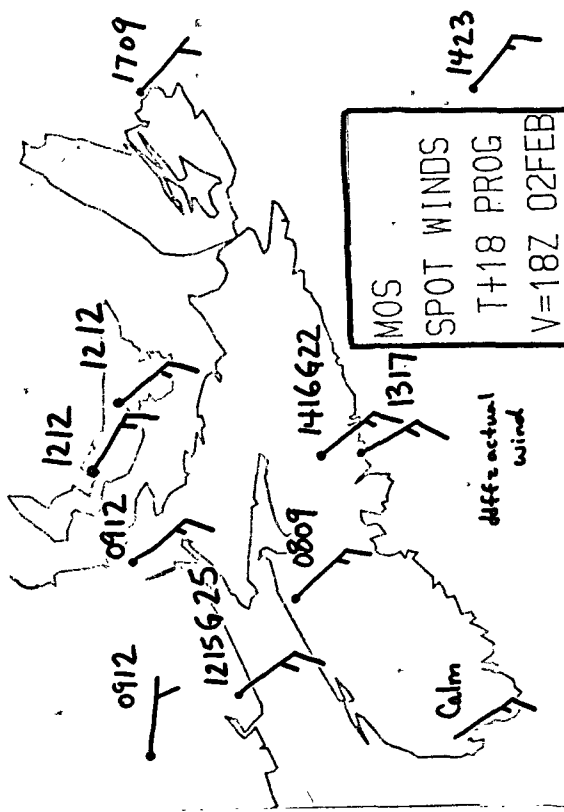 1709
1212
1212
0912
0912
1215G25
0809
1416G22
1317
Calm
1423
ddff = actual
wind
MOS
SPOT WINDS
T+18 PROG
V=18Z 02FEB